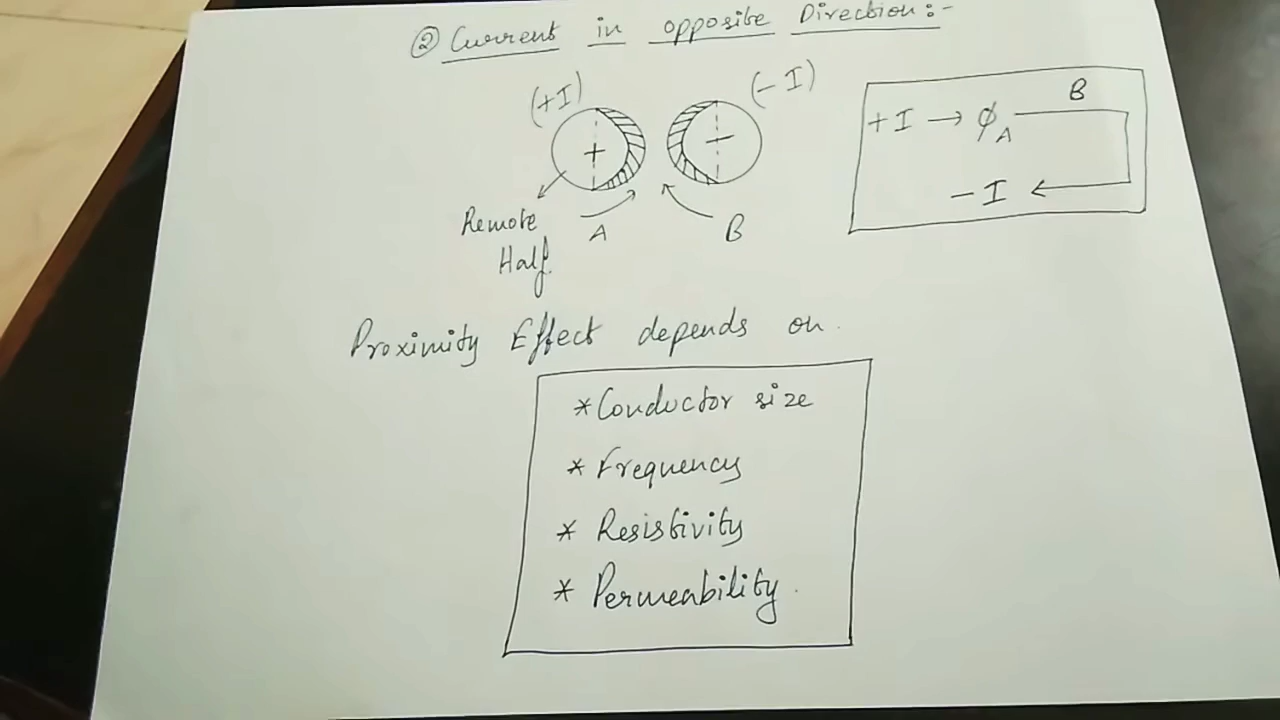 ② Current in opposite Direction:-
(+I)
(-I)
+
+
Remote
Half.
A
B
+I → ϕA
B
-I ←
Proximity Effect depends on.
* Conductor size
* Frequency
* Resistivity
* Permeability.